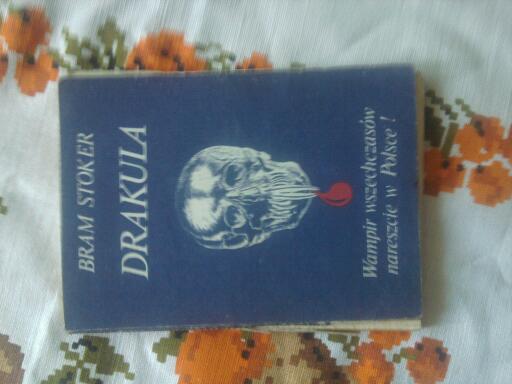 BRAM STOKER
DRAKULA
Wampir wszechczasów
nareszcie w Polsce!